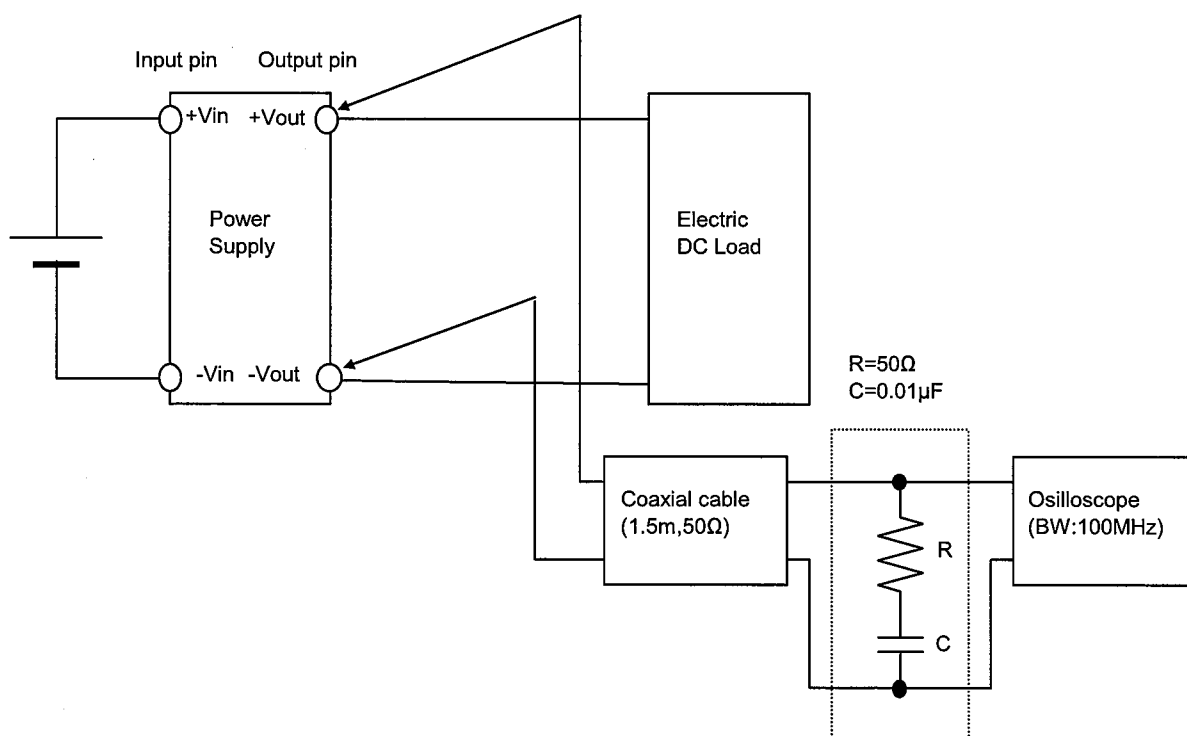 Input pin
Output pin
+Vin
+Vout
Power
Supply
Electric
DC Load
-Vin
-Vout
R=50Ω
C=0.01µF
Coaxial cable
(1.5m,50Ω)
R
C
Osilloscope
(BW:100MHz)